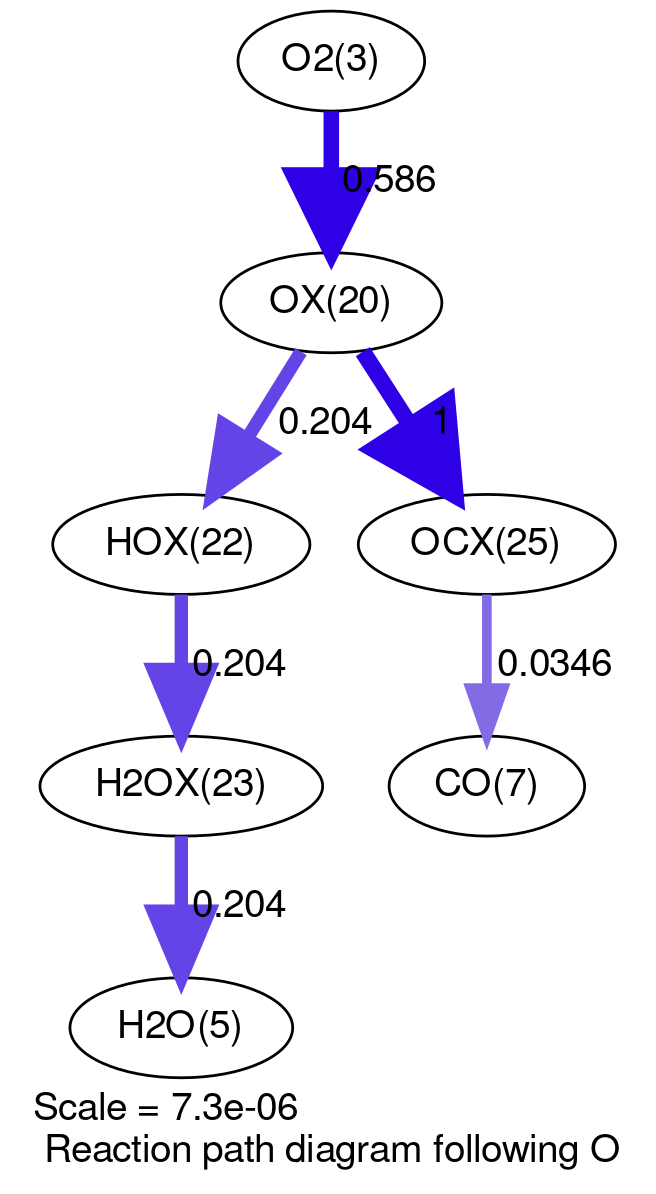 O2(3)
0.586
OX(20)
0.204
1
HOX(22)
OCX(25)
0.204
0.0346
H2OX(23)
CO(7)
0.204
H2O(5)
Scale = 7.3e-06
Reaction path diagram following O